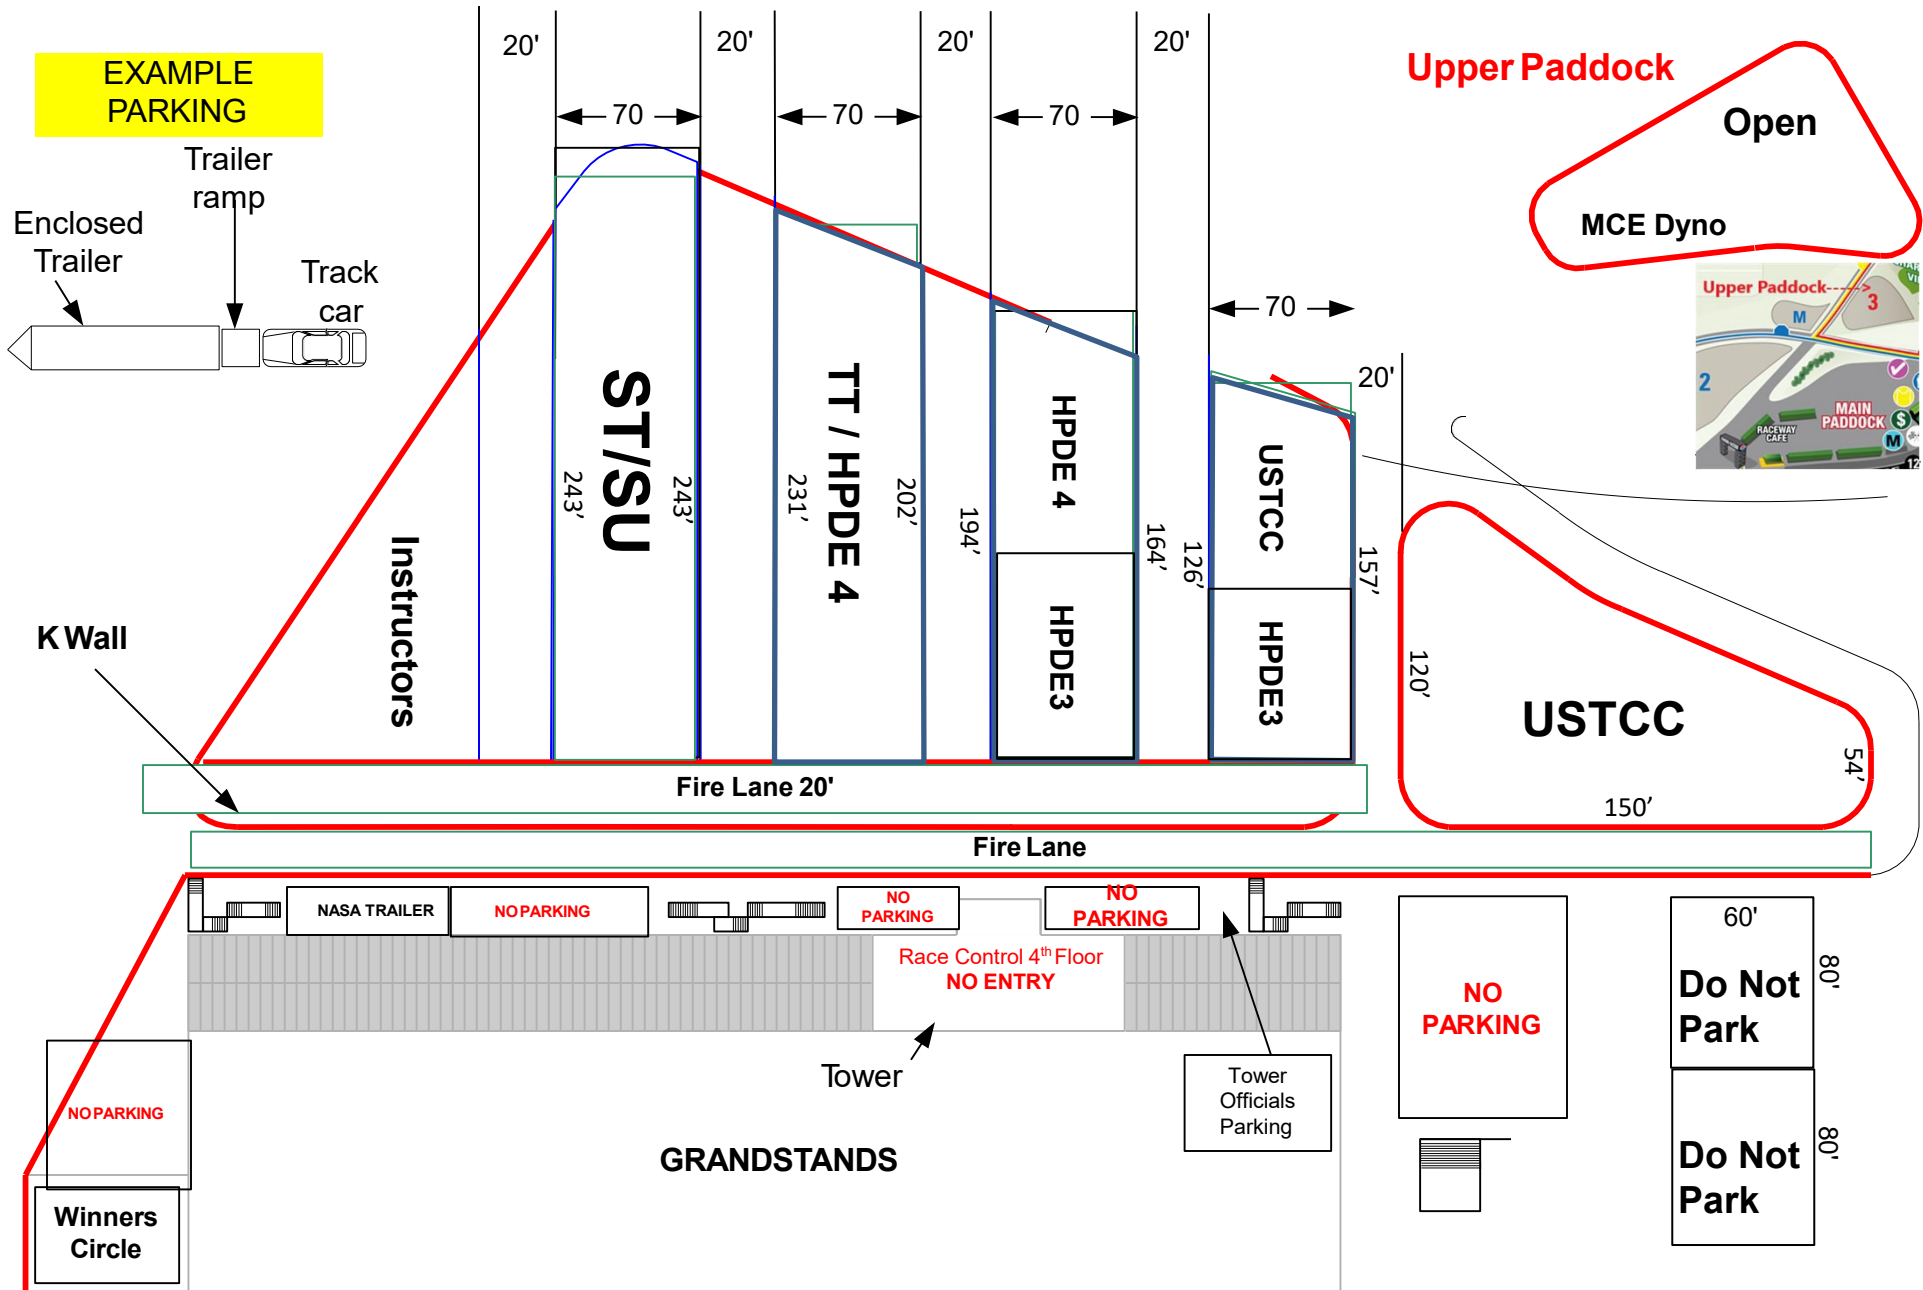 EXAMPLE
PARKING
Trailer
ramp
Enclosed
Trailer
Track
car
20'
20'
20'
20'
70
70
70
70
20'
Upper Paddock
Open
MCE Dyno
Upper Paddock---->
3
M
2
MAIN
PADDOCK
RACEWAY
CAFE
$
M
K Wall
Instructors
ST/SU
243’
243’
TT / HPDE 4
231’
202’
HPDE 4
194’
164’
HPDE3
USTCC
126’
157’
HPDE3
USTCC
120’
54’
150’
Fire Lane 20'
Fire Lane
NASA TRAILER
NO PARKING
NO
PARKING
NO
PARKING
Race Control 4th Floor
NO ENTRY
Tower
Tower
Officials
Parking
NO
PARKING
60'
80'
Do Not
Park
80'
Do Not
Park
NO PARKING
Winners
Circle
GRANDSTANDS